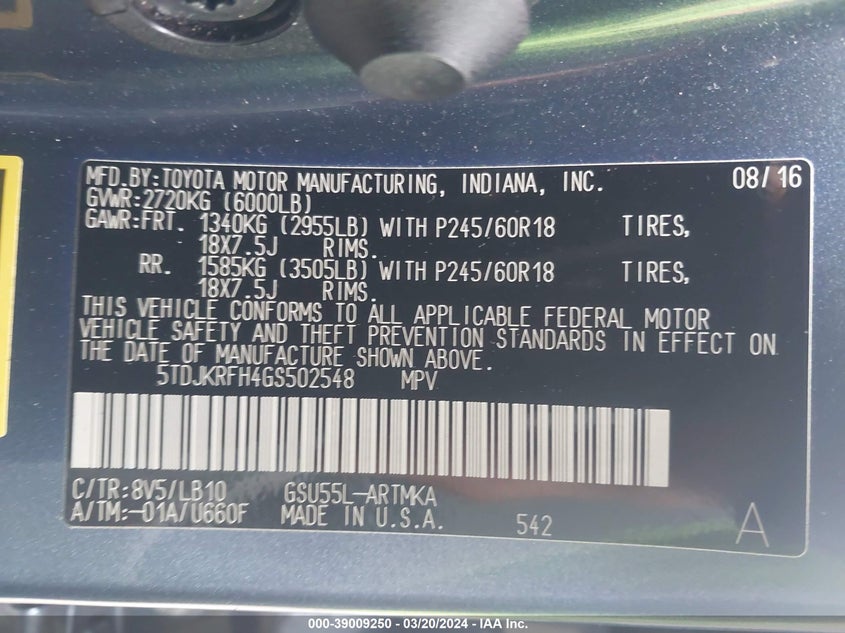 MFD.BY:TOYOTA MOTOR MANUFACTURING, INDIANA, INC. 08/16
GVWR:2720KG (6000LB)
GAWR:FRT. 1340KG (2955LB) WITH P245/60R18 TIRES,
18X7.5J RIMS.
RR. 1585KG (3505LB) WITH P245/60R18 TIRES,
18X7.5J RIMS.
THIS VEHICLE CONFORMS TO ALL APPLICABLE FEDERAL MOTOR
VEHICLE SAFETY AND THEFT PREVENTION STANDARDS IN EFFECT ON
THE DATE OF MANUFACTURE SHOWN ABOVE.
5TDJKRFH4GS502548 MPV
C/TR:8V5/LB10 GSU55L-ARTMKA
A/TM:-01A/U660F MADE IN U.S.A. 542 A
000-39009250 - 03/20/2024 - IAA Inc.